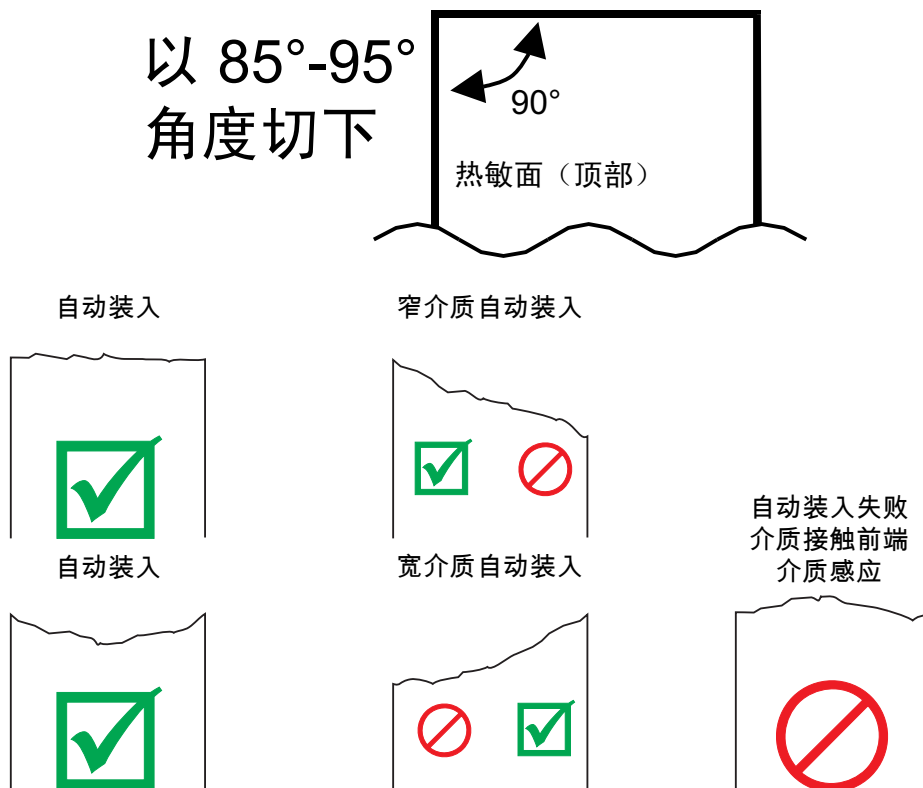 以 85°-95°
角度切下
90°
热敏面（顶部）
自动装入
窄介质自动装入
自动装入
宽介质自动装入
自动装入失败
介质接触前端
介质感应